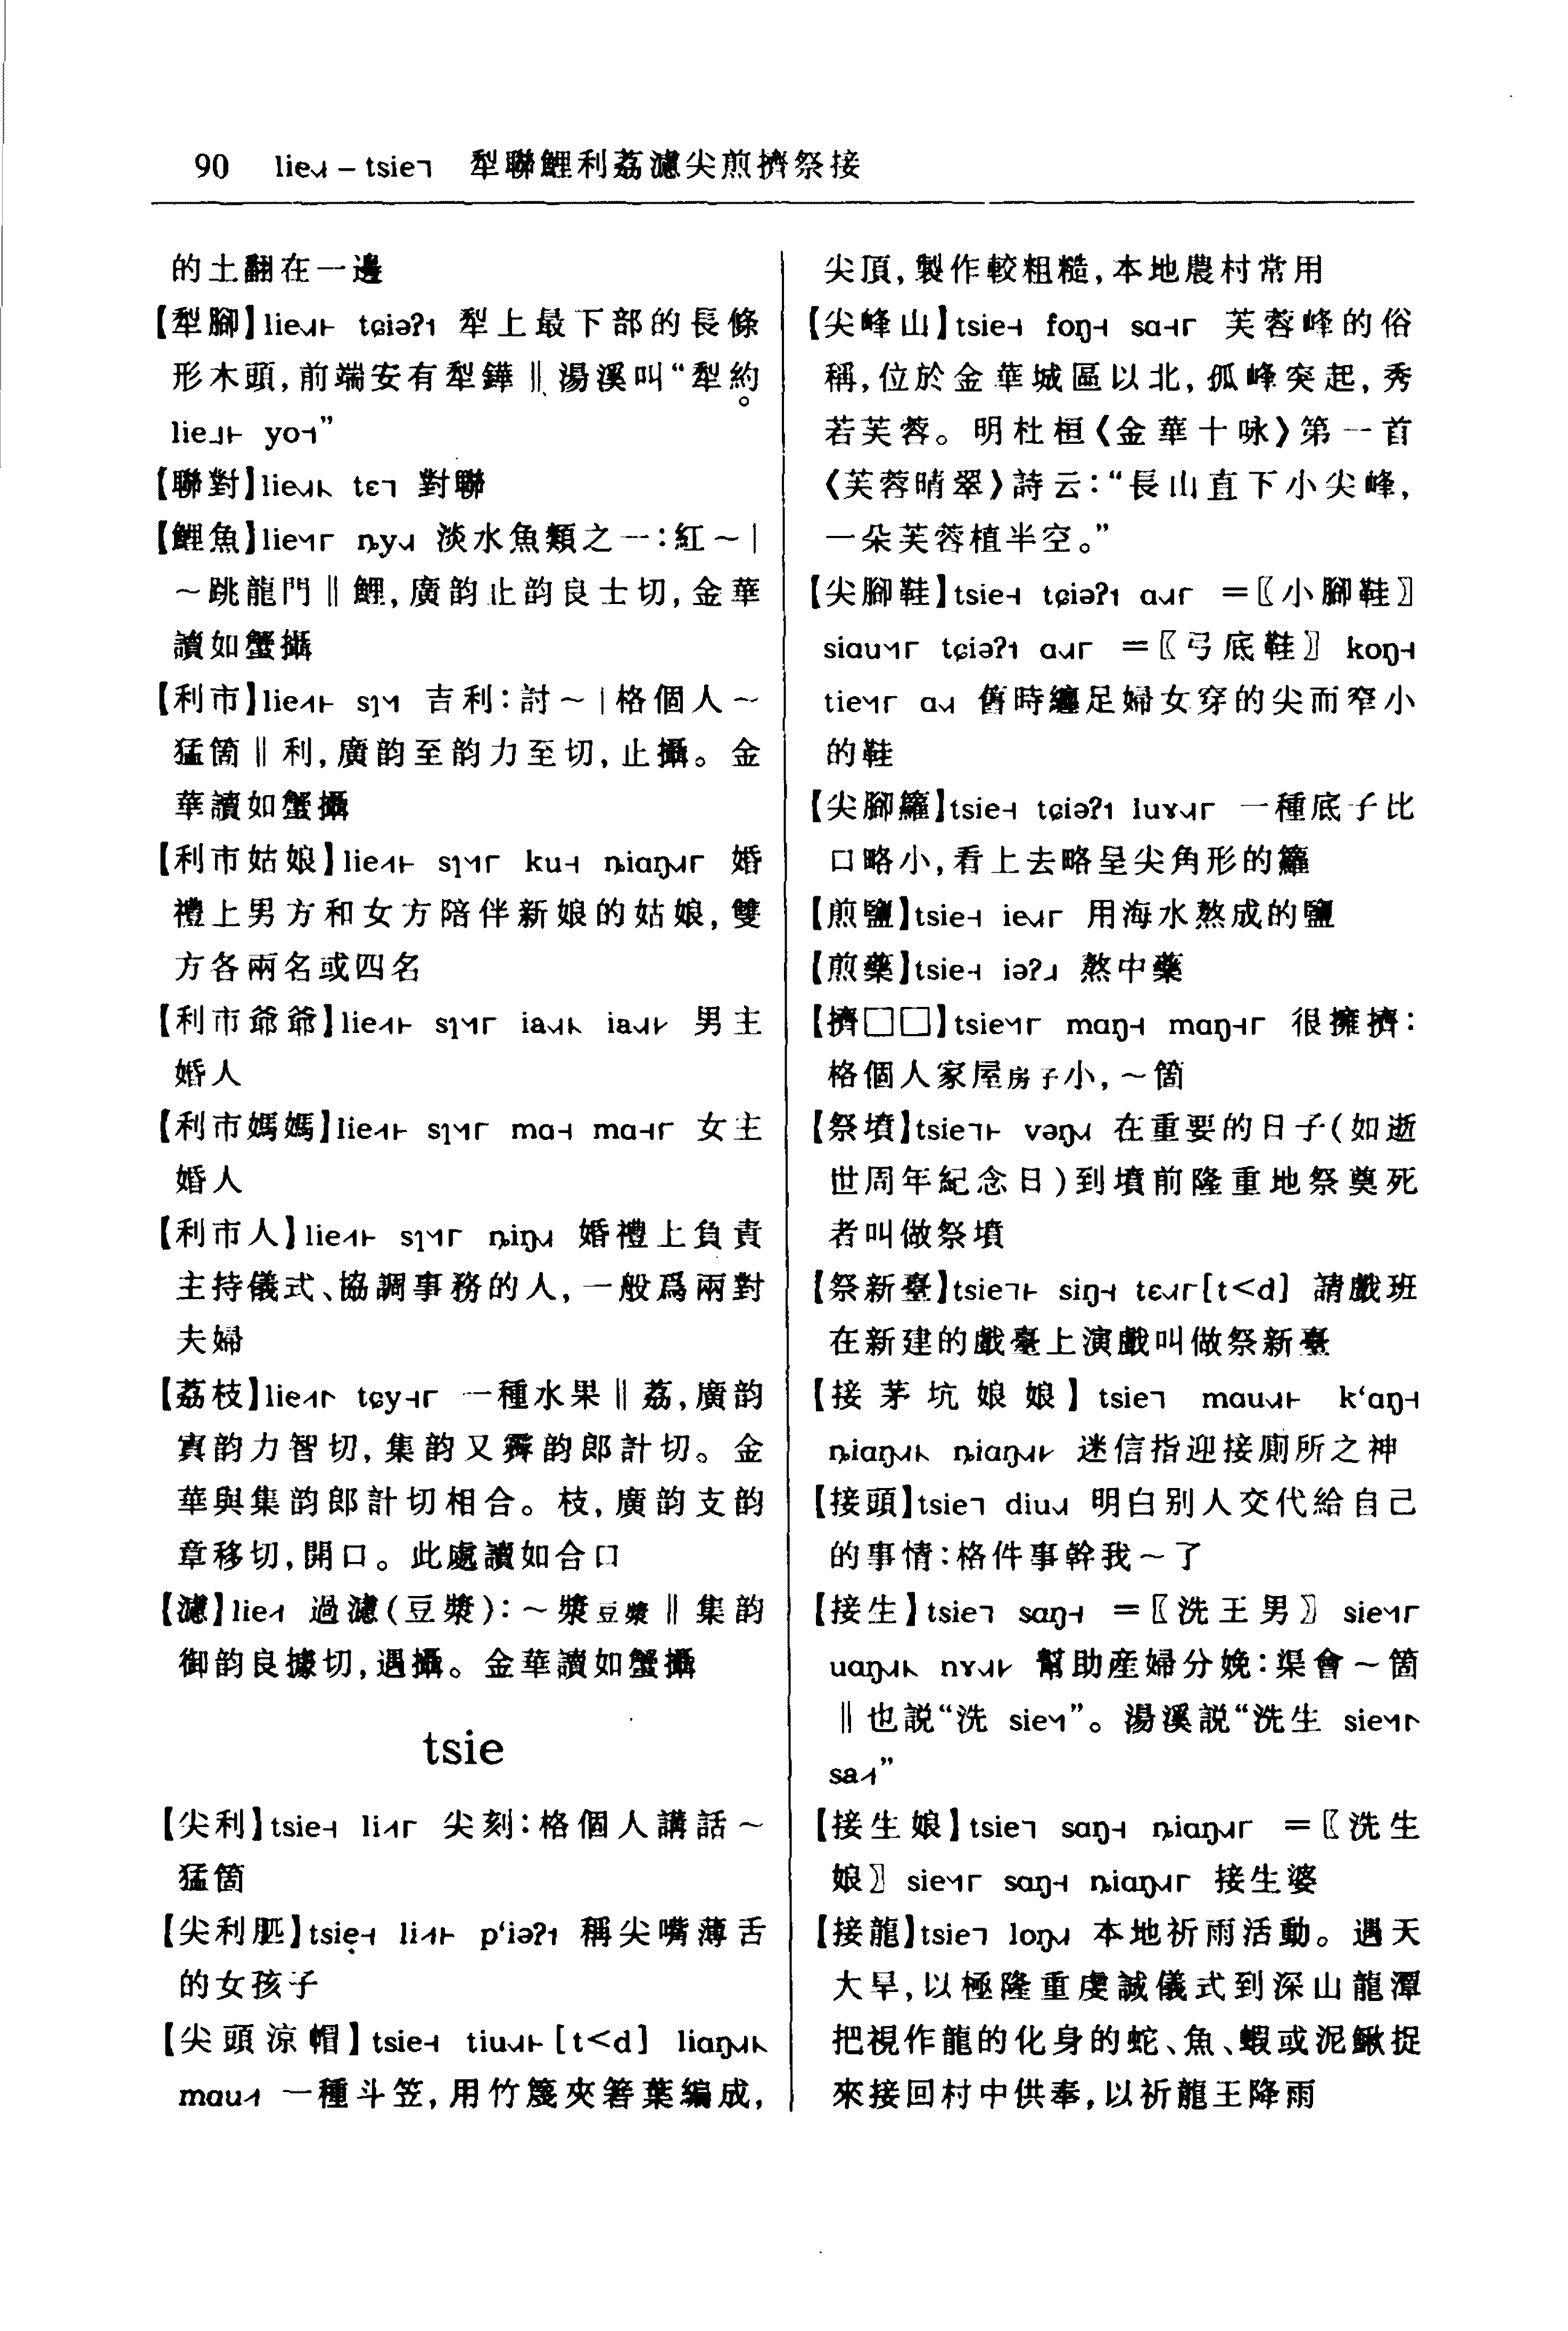 90 lie˧˩˧ – tsie˥ 犁聯鯉利荔濾尖煎擠祭接
的土翻在一邊
【犁腳】lie˧˩˧꜔ tɕiəʔ˦ 犁上最下部的長條
形木頭,前端安有犁鏵‖湯溪叫“犁約
lie˩꜔ yo˧”
【聯對】lie˧˩˧꜔꜖ tɛ˥ 對聯
【鯉魚】lie˥˧˥꜒ ȵy˧˩˧ 淡水魚類之一:紅～|
～跳龍門‖鯉,廣韵止韵良士切,金華
讀如蟹攝
【利市】lie˩˦꜔ sɿ˥˧˥ 吉利:討～|格個人～
猛箇‖利,廣韵至韵力至切,止攝。金
華讀如蟹攝
【利市姑娘】lie˩˦꜔ sɿ˥˧˥꜒ ku˧˧˦ ȵiɑŋ˧˩˧꜒ 婚
禮上男方和女方陪伴新娘的姑娘,雙
方各兩名或四名
【利市爺爺】lie˩˦꜔ sɿ˥˧˥꜒ iɑ˧˩˧꜔꜖ iɑ˧˩˧꜖꜓ 男主
婚人
【利市媽媽】lie˩˦꜔ sɿ˥˧˥꜒ mɑ˧˧˦ mɑ˧˧˦꜒ 女主
婚人
【利市人】lie˩˦꜔ sɿ˥˧˥꜒ ȵiŋ˧˩˧ 婚禮上負責
主持儀式、協調事務的人,一般爲兩對
夫婦
【荔枝】lie˩˦꜒꜔ tɕy˧˧˦꜒ 一種水果‖荔,廣韵
寘韵力智切,集韵又霽韵郎計切。金
華與集韵郎計切相合。枝,廣韵支韵
章移切,開口。此處讀如合口
【濾】lie˩˦ 過濾(豆漿):～漿豆漿‖集韵
御韵良據切,遇攝。金華讀如蟹攝
tsie
【尖利】tsie˧˧˦ li˩˦꜒ 尖刻:格個人講話～
猛箇
【尖利𣬠】tsie˧˧˦ li˩˦꜔ p‘iəʔ˦ 稱尖嘴薄舌
的女孩子
【尖頭涼帽】tsie˧˧˦ tiu˧˩˧꜔[t<d] liɑŋ˧˩˧꜔꜖
mɑu˩˦ 一種斗笠,用竹篾夾箬葉編成,
尖頂,製作較粗糙,本地農村常用
【尖峰山】tsie˧˧˦ foŋ˧˧˦ sɑ˧˧˦꜒ 芙蓉峰的俗
稱,位於金華城區以北,孤峰突起,秀
若芙蓉。明杜桓《金華十咏》第一首
《芙蓉晴翠》詩云:“長山直下小尖峰,
一朵芙蓉植半空。”
【尖腳鞋】tsie˧˧˦ tɕiəʔ˦ ɑ˧˩˧꜒ =〖小腳鞋〗
siau˥˧˥꜒ tɕiəʔ˦ ɑ˧˩˧꜒ =〖弓底鞋〗 koŋ˧˧˦
tie˥˧˥꜒ ɑ˧˩˧ 舊時纏足婦女穿的尖而窄小
的鞋
【尖腳籮】tsie˧˧˦ tɕiəʔ˦ luɤ˧˩˧꜒ 一種底子比
口略小,看上去略呈尖角形的籮
【煎鹽】tsie˧˧˦ ie˧˩˧꜒ 用海水熬成的鹽
【煎藥】tsie˧˧˦ iəʔ˨˩˨ 熬中藥
【擠□□】tsie˥˧˥꜒ mɑŋ˧˧˦ mɑŋ˧˧˦꜒ 很擁擠:
格個人家屋房子小,～箇
【祭墳】tsie˥꜔ vəŋ˧˩˧ 在重要的日子(如逝
世周年紀念日)到墳前隆重地祭奠死
者叫做祭墳
【祭新臺】tsie˥꜔ siŋ˧˧˦ tɛ˧˩˧꜒[t<d] 請戲班
在新建的戲臺上演戲叫做祭新臺
【接茅坑娘娘】tsie˥ mɑu˧˩˧꜔ k‘ɑŋ˧˧˦
ȵiɑŋ˧˩˧꜔꜖ ȵiɑŋ˧˩˧꜖꜓ 迷信指迎接廁所之神
【接頭】tsie˥ diu˧˩˧ 明白别人交代給自己
的事情:格件事幹我～了
【接生】tsie˥ sɑŋ˧˧˦ =〖洗王男〗 sie˥˧˥꜒
uɑŋ˧˩˧꜔꜖ nɤ˧˩˧꜖꜓ 幫助産婦分娩:渠會～箇
‖也説“洗 sie˥˧˥”。湯溪説“洗生 sie˥˧˥꜒꜔
sa˨˦”
【接生娘】tsie˥ sɑŋ˧˧˦ ȵiɑŋ˧˩˧꜒ =〖洗生
娘〗 sie˥˧˥꜒ sɑŋ˧˧˦ ȵiɑŋ˧˩˧꜒ 接生婆
【接龍】tsie˥ loŋ˧˩˧ 本地祈雨活動。遇天
大旱,以極隆重虔誠儀式到深山龍潭
把視作龍的化身的蛇、魚、蝦或泥鰍捉
來接回村中供奉,以祈龍王降雨